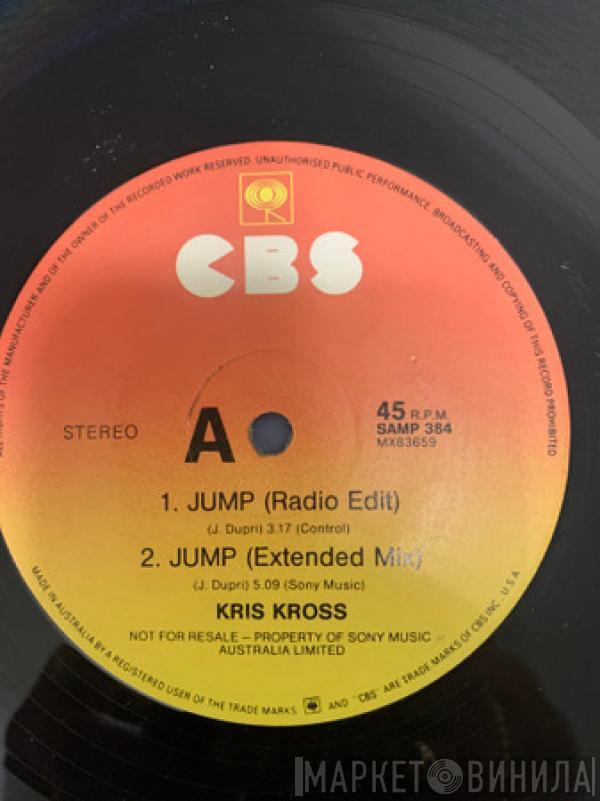 OF THE MANUFACTURER AND OF THE OWNER OF THE RECORDED WORK RESERVED. UNAUTHORISED PUBLIC PERFORMANCE, BROADCASTING AND COPYING OF THIS RECORD PROHIBITED
CBS
STEREO
A
45 R.P.M.
SAMP 384
MX83659
1. JUMP (Radio Edit)
(J. Dupri) 3.17 (Control)
2. JUMP (Extended Mix)
(J. Dupri) 5.09 (Sony Music)
KRIS KROSS
NOT FOR RESALE – PROPERTY OF SONY MUSIC
AUSTRALIA LIMITED
MADE IN AUSTRALIA BY A REGISTERED USER OF THE TRADE MARKS AND "CBS" ARE TRADE MARKS OF CBS INC. U.S.A.
МАРКЕТ ВИНИЛА